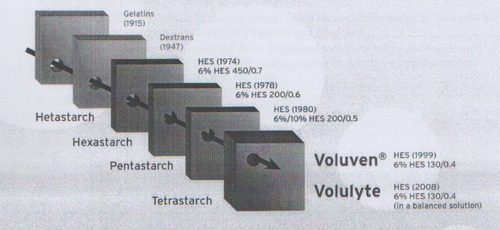 Gelatins
(1915)
Dextrans
(1947)
HES (1974)
6% HES 450/0.7
HES (1978)
6% HES 200/0.6
HES (1980)
6%/10% HES 200/0.5
Hetastarch
Hexastarch
Pentastarch
Tetrastarch
Voluven® HES (1999)
6% HES 130/0.4
Volulyte HES (2008)
6% HES 130/0.4
(in a balanced solution)